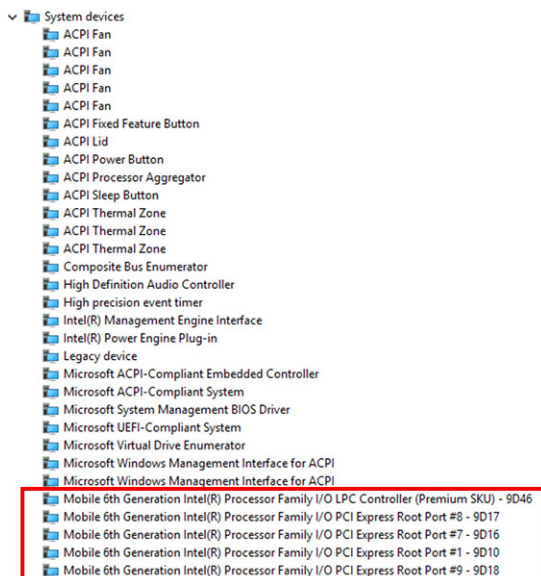 System devices
ACPI Fan
ACPI Fan
ACPI Fan
ACPI Fan
ACPI Fan
ACPI Fixed Feature Button
ACPI Lid
ACPI Power Button
ACPI Processor Aggregator
ACPI Sleep Button
ACPI Thermal Zone
ACPI Thermal Zone
ACPI Thermal Zone
Composite Bus Enumerator
High Definition Audio Controller
High precision event timer
Intel(R) Management Engine Interface
Intel(R) Power Engine Plug-in
Legacy device
Microsoft ACPI-Compliant Embedded Controller
Microsoft ACPI-Compliant System
Microsoft System Management BIOS Driver
Microsoft UEFI-Compliant System
Microsoft Virtual Drive Enumerator
Microsoft Windows Management Interface for ACPI
Microsoft Windows Management Interface for ACPI
Mobile 6th Generation Intel(R) Processor Family I/O LPC Controller (Premium SKU) - 9D46
Mobile 6th Generation Intel(R) Processor Family I/O PCI Express Root Port #8 - 9D17
Mobile 6th Generation Intel(R) Processor Family I/O PCI Express Root Port #7 - 9D16
Mobile 6th Generation Intel(R) Processor Family I/O PCI Express Root Port #1 - 9D10
Mobile 6th Generation Intel(R) Processor Family I/O PCI Express Root Port #9 - 9D18